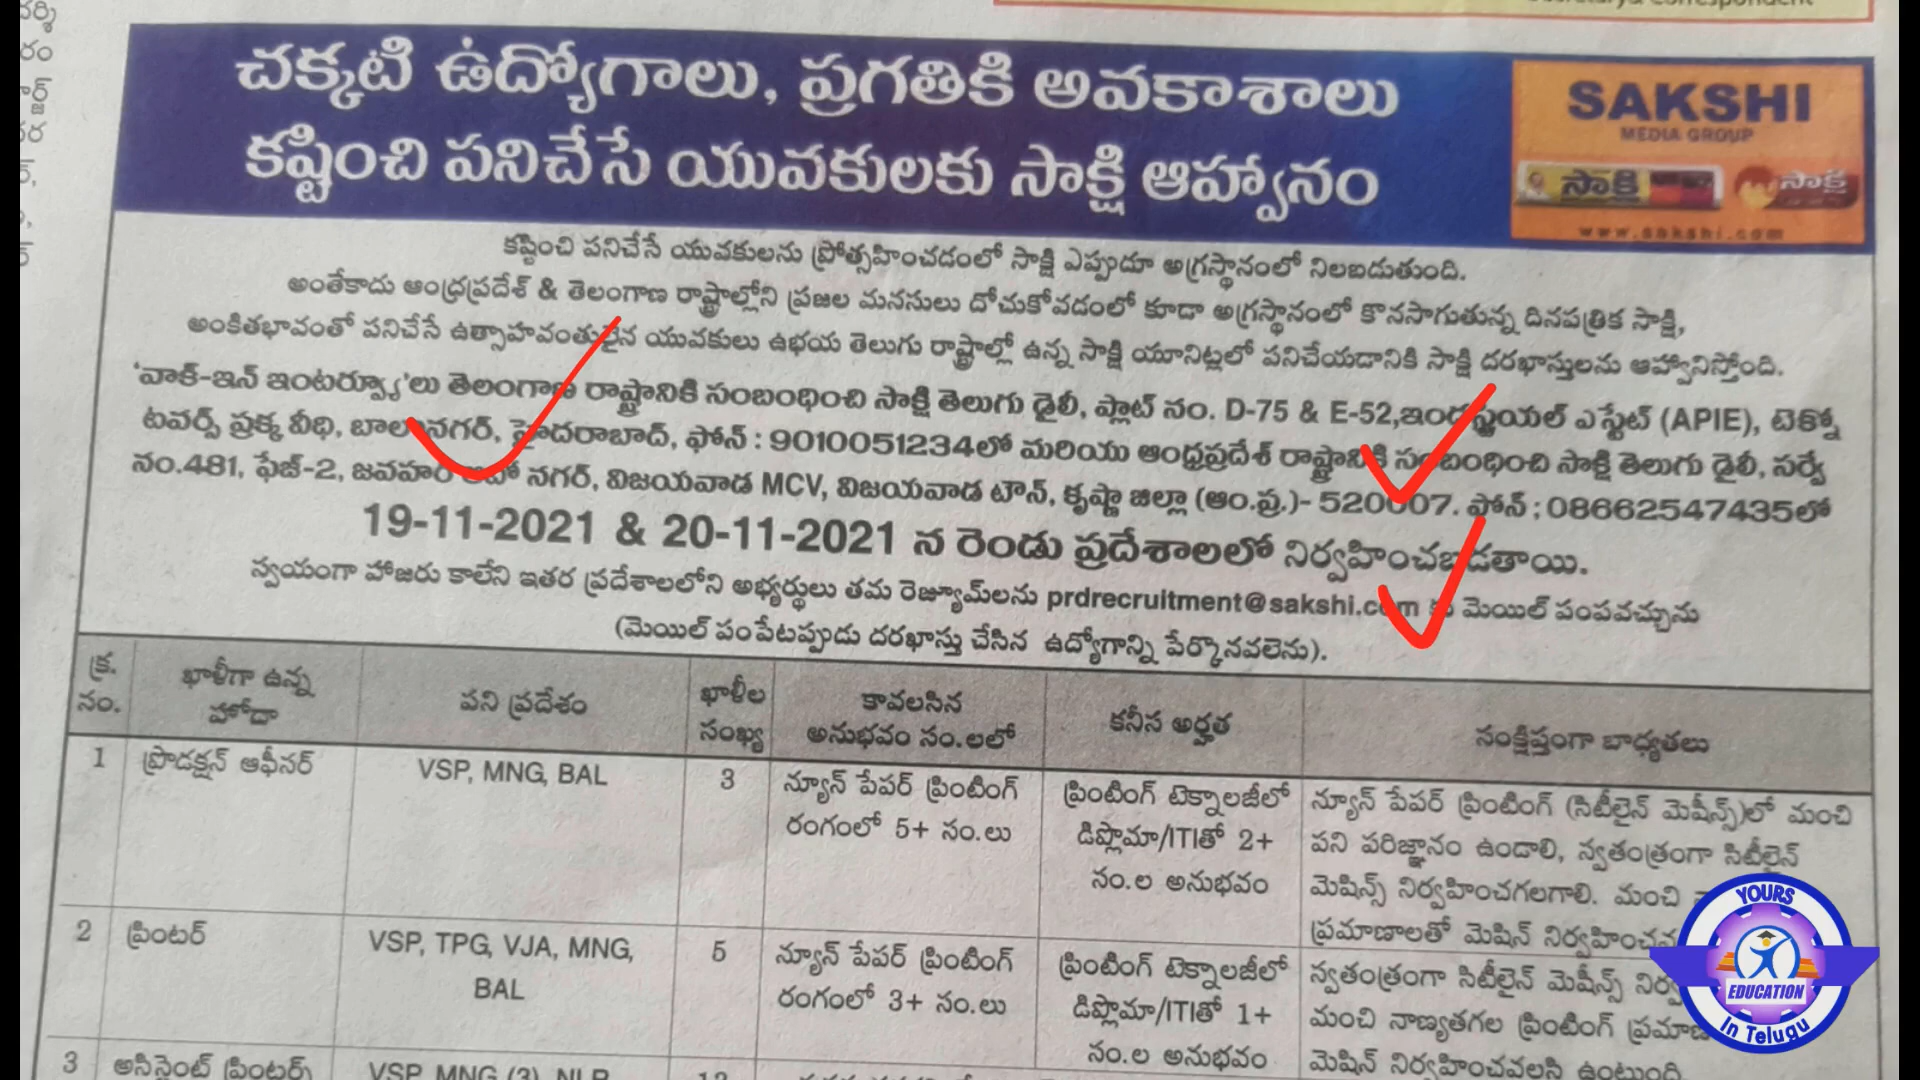 చక్కటి ఉద్యోగాలు, ప్రగతికి అవకాశాలు
కష్టించి పనిచేసే యువకులకు సాక్షి ఆహ్వానం
SAKSHI
MEDIA GROUP
సాక్షి
సాక్షి
www.sakshi.com
కష్టించి పనిచేసే యువకులను ప్రోత్సహించడంలో సాక్షి ఎప్పుడూ అగ్రస్థానంలో నిలబడుతుంది.
అంతేకాదు ఆంధ్రప్రదేశ్ & తెలంగాణ రాష్ట్రాల్లోని ప్రజల మనసులు దోచుకోవడంలో కూడా అగ్రస్థానంలో కొనసాగుతున్న దినపత్రిక సాక్షి,
అంకితభావంతో పనిచేసే ఉత్సాహవంతులైన యువకులు ఉభయ తెలుగు రాష్ట్రాల్లో ఉన్న సాక్షి యూనిట్లలో పనిచేయడానికి సాక్షి దరఖాస్తులను ఆహ్వానిస్తోంది.
'వాక్-ఇన్ ఇంటర్వ్యూ'లు తెలంగాణ రాష్ట్రానికి సంబంధించి సాక్షి తెలుగు డైలీ, ప్లాట్ నం. D-75 & E-52,ఇండస్ట్రియల్ ఎస్టేట్ (APIE), టెక్నో
టవర్స్ ప్రక్క వీధి, బాలానగర్, హైదరాబాద్, ఫోన్ : 9010051234లో మరియు ఆంధ్రప్రదేశ్ రాష్ట్రానికి సంబంధించి సాక్షి తెలుగు డైలీ, సర్వే
నం.481, ఫేజ్-2, జవహర్ నగర్, విజయవాడ MCV, విజయవాడ టౌన్, కృష్ణా జిల్లా (ఆం.ప్ర.)- 520007. ఫోన్ : 08662547435లో
19-11-2021 & 20-11-2021 న రెండు ప్రదేశాలలో నిర్వహించబడతాయి.
స్వయంగా హాజరు కాలేని ఇతర ప్రదేశాలలోని అభ్యర్థులు తమ రెజ్యూమ్‌లను prdrecruitment@sakshi.com కు మెయిల్ పంపవచ్చును
(మెయిల్ పంపేటప్పుడు దరఖాస్తు చేసిన ఉద్యోగాన్ని పేర్కొనవలెను).
క్ర. నం. ఖాళీగా ఉన్న హోదా పని ప్రదేశం ఖాళీల సంఖ్య కావలసిన అనుభవం సం.లలో కనీస అర్హత సంక్షిప్తంగా బాధ్యతలు
1 ప్రొడక్షన్ ఆఫీసర్ VSP, MNG, BAL 3 న్యూస్ పేపర్ ప్రింటింగ్ ప్రింటింగ్ టెక్నాలజీలో న్యూస్ పేపర్ ప్రింటింగ్ (సిటీలైన్ మెషీన్స్)లో మంచి
రంగంలో 5+ సం.లు డిప్లొమా/ITIతో 2+ పని పరిజ్ఞానం ఉండాలి, స్వతంత్రంగా సిటీలైన్
సం.ల అనుభవం మెషిన్స్ నిర్వహించగలగాలి. మంచి
ప్రమాణాలతో మెషిన్
2 ప్రింటర్ VSP, TPG, VJA, MNG, 5 న్యూస్ పేపర్ ప్రింటింగ్ ప్రింటింగ్ టెక్నాలజీలో స్వతంత్రంగా సిటీలైన్ మెషీన్స్
BAL రంగంలో 3+ సం.లు డిప్లొమా/ITIతో 1+ మంచి నాణ్యతగల ప్రింటింగ్
సం.ల అనుభవం మెషిన్ నిర్వహించవలసి ఉంటుంది.
3 అసిస్టెంట్ ప్రింటర్స్ VSP, MNG (3), NLR
YOURS
EDUCATION
In Telugu